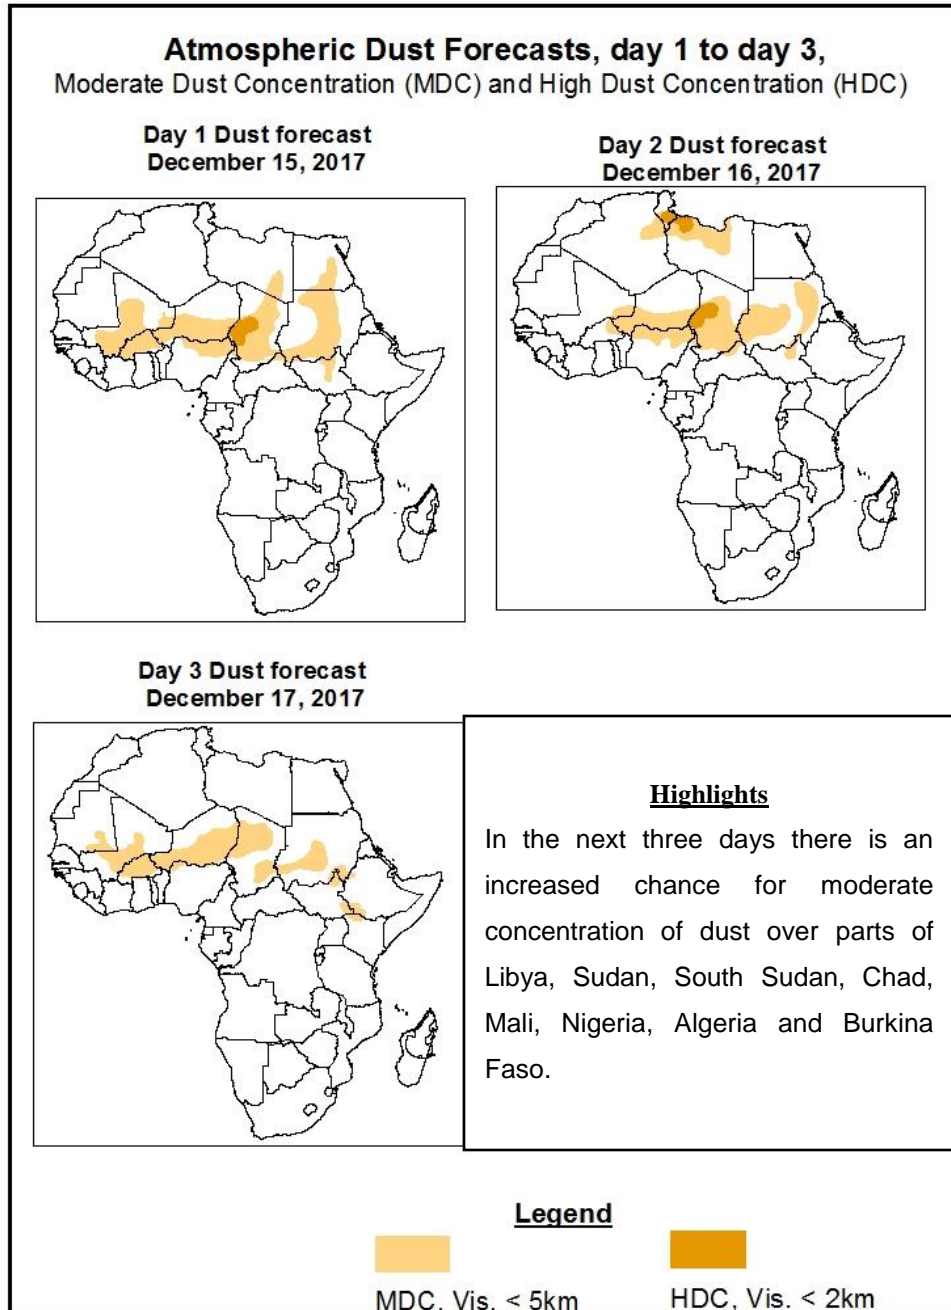 Atmospheric Dust Forecasts, day 1 to day 3,
Moderate Dust Concentration (MDC) and High Dust Concentration (HDC)
Day 1 Dust forecast
December 15, 2017
Day 2 Dust forecast
December 16, 2017
Day 3 Dust forecast
December 17, 2017
Highlights
In the next three days there is an
increased chance for moderate
concentration of dust over parts of
Libya, Sudan, South Sudan, Chad,
Mali, Nigeria, Algeria and Burkina
Faso.
Legend
MDC, Vis. < 5km
HDC, Vis. < 2km